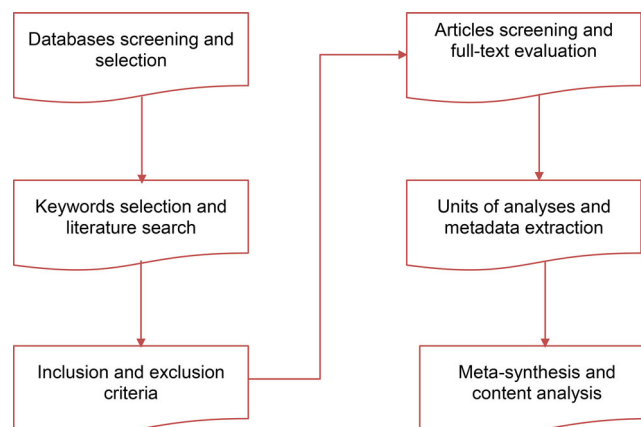 Databases screening and
selection
Keywords selection and
literature search
Inclusion and exclusion
criteria
Articles screening and
full-text evaluation
Units of analyses and
metadata extraction
Meta-synthesis and
content analysis